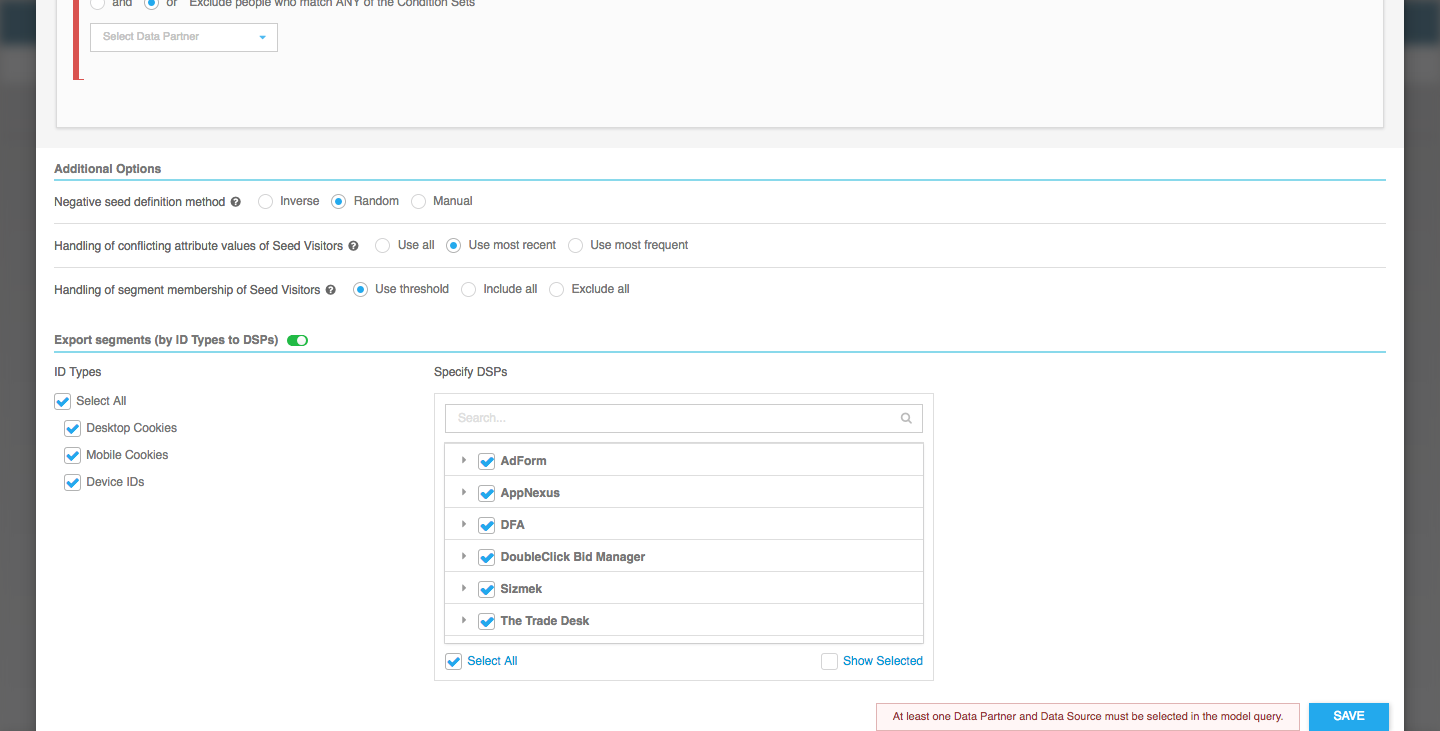 and or Exclude people who match ANY of the Condition Sets
Select Data Partner
Additional Options
Negative seed definition method ? Inverse Random Manual
Handling of conflicting attribute values of Seed Visitors ? Use all Use most recent Use most frequent
Handling of segment membership of Seed Visitors ? Use threshold Include all Exclude all
Export segments (by ID Types to DSPs)
ID Types
Select All
Desktop Cookies
Mobile Cookies
Device IDs
Specify DSPs
Search...
AdForm
AppNexus
DFA
DoubleClick Bid Manager
Sizmek
The Trade Desk
Select All Show Selected
At least one Data Partner and Data Source must be selected in the model query. SAVE